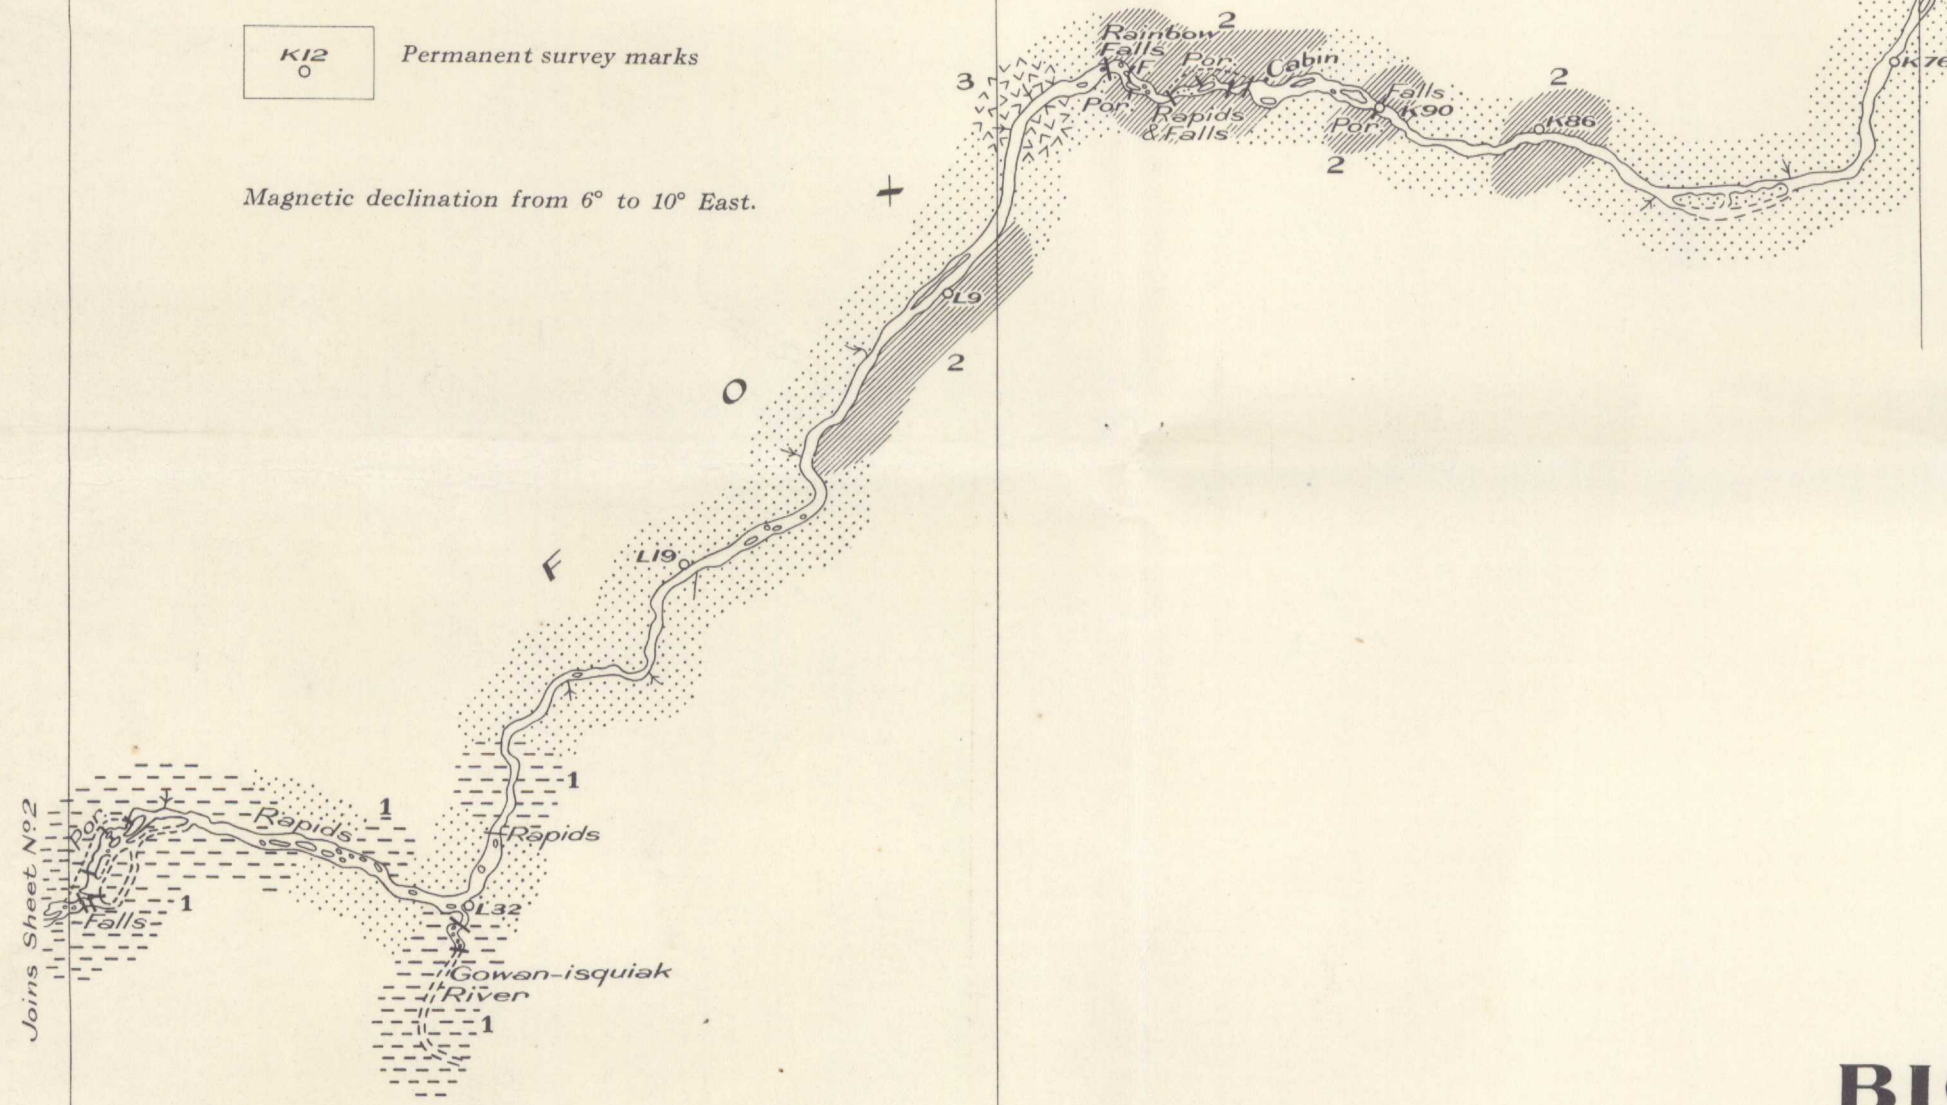 K12
Permanent survey marks
Magnetic declination from 6° to 10° East.
3
Rainbow
Falls
2
F
Por.
Cabin
Por.
Rapids
& Falls
Falls
K90
Por.
2
2
K86
K76
L9
2
O
F
L19
1
1
Rapids
Rapids
Por.
L32
1
Falls
Gowan-isquiak
River
1
Joins Sheet No. 2